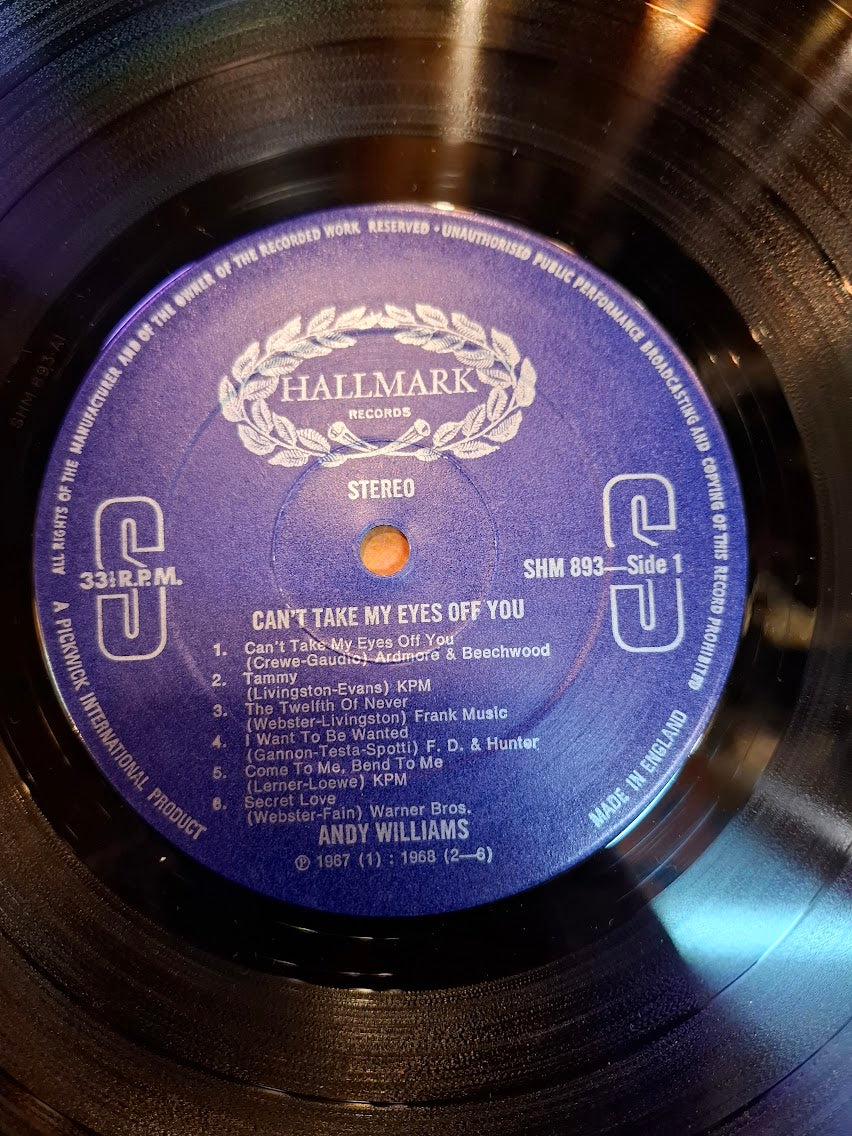 ALL RIGHTS OF THE MANUFACTURER AND OF THE OWNER OF THE RECORDED WORK RESERVED · UNAUTHORISED PUBLIC PERFORMANCE BROADCASTING AND COPYING OF THIS RECORD PROHIBITED
HALLMARK
RECORDS
STEREO
33⅓ R.P.M.
SHM 893—Side 1
CAN'T TAKE MY EYES OFF YOU
1. Can't Take My Eyes Off You
(Crewe-Gaudio) Ardmore & Beechwood
2. Tammy
(Livingston-Evans) KPM
3. The Twelfth Of Never
(Webster-Livingston) Frank Music
4. I Want To Be Wanted
(Gannon-Testa-Spotti) F. D. & Hunter
5. Come To Me, Bend To Me
(Lerner-Loewe) KPM
6. Secret Love
(Webster-Fain) Warner Bros.
ANDY WILLIAMS
℗ 1967 (1) : 1968 (2—6)
A PICKWICK INTERNATIONAL PRODUCT
MADE IN ENGLAND
SHM 893 A1